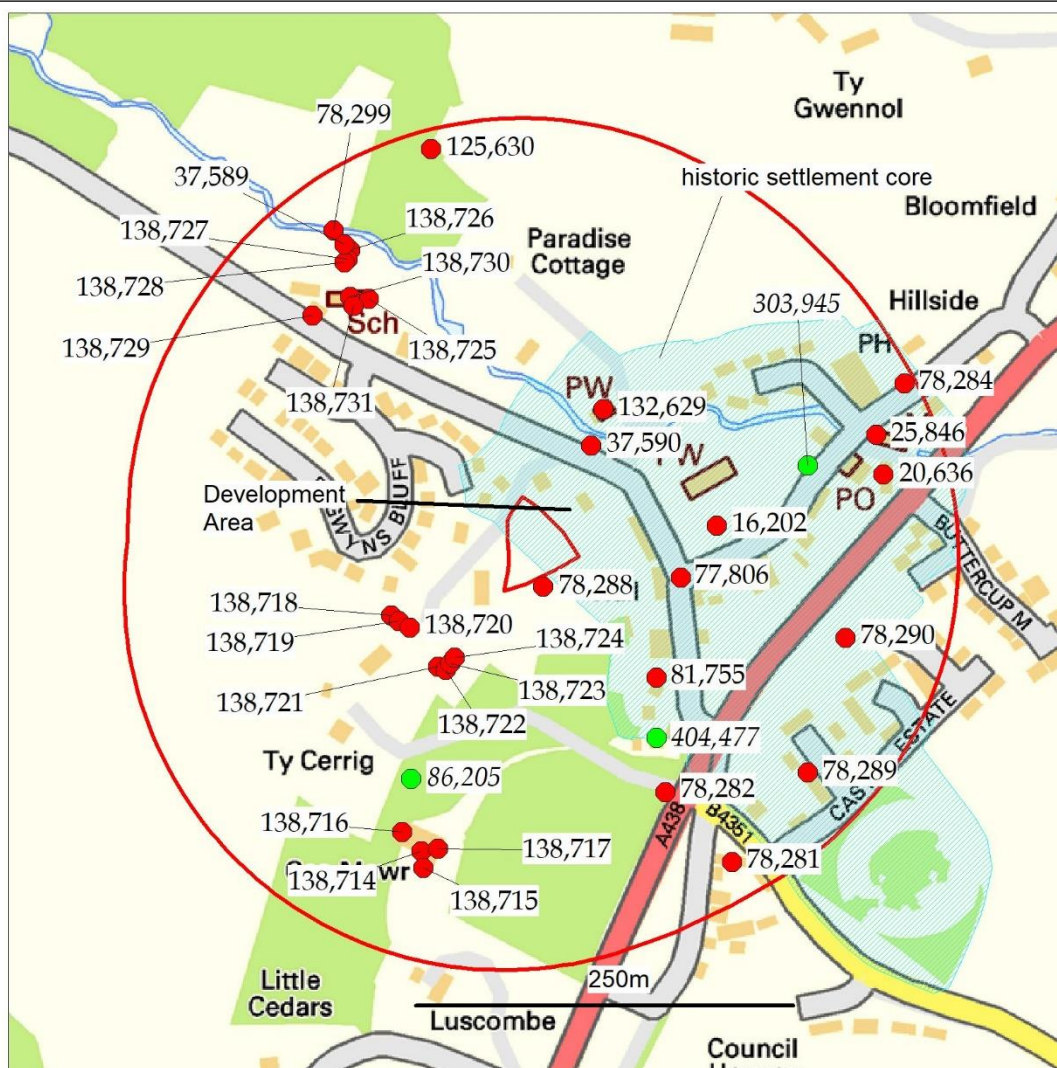 Ty
Gwennol
78,299
125,630
37,589
historic settlement core
Bloomfield
138,726
138,727
Paradise
Cottage
138,730
138,728
303,945
Hillside
Sch
PH
138,729
138,725
78,284
138,731
PW
132,629
25,846
37,590
PW
20,636
Development
Area
PO
BLUFF
16,202
BUTTERCUP M
78,288
77,806
138,718
138,720
138,719
138,724
78,290
138,721
138,723
81,755
138,722
ESTATE
404,477
Ty Cerrig
86,205
78,289
78,282
A438
B4351
138,716
138,717
78,281
138,714
138,715
250m
Little
Cedars
Luscombe
Council